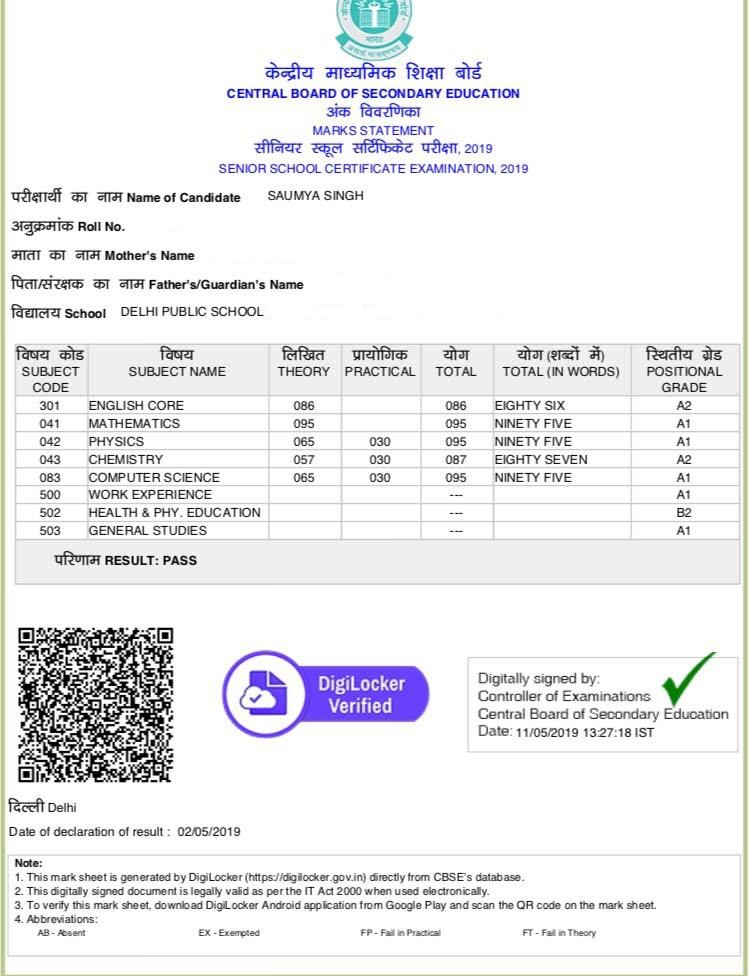 भारत
असतो मा सद्गमय
केन्द्रीय माध्यमिक शिक्षा बोर्ड
CENTRAL BOARD OF SECONDARY EDUCATION
अंक विवरणिका
MARKS STATEMENT
सीनियर स्कूल सर्टिफिकेट परीक्षा, 2019
SENIOR SCHOOL CERTIFICATE EXAMINATION, 2019
परीक्षार्थी का नाम Name of Candidate SAUMYA SINGH
अनुक्रमांक Roll No.
माता का नाम Mother's Name
पिता/संरक्षक का नाम Father's/Guardian's Name
विद्यालय School DELHI PUBLIC SCHOOL
विषय कोड विषय लिखित प्रायोगिक योग योग (शब्दों में) स्थितीय ग्रेड
SUBJECT CODE SUBJECT NAME THEORY PRACTICAL TOTAL TOTAL (IN WORDS) POSITIONAL GRADE
301 ENGLISH CORE 086 086 EIGHTY SIX A2
041 MATHEMATICS 095 095 NINETY FIVE A1
042 PHYSICS 065 030 095 NINETY FIVE A1
043 CHEMISTRY 057 030 087 EIGHTY SEVEN A2
083 COMPUTER SCIENCE 065 030 095 NINETY FIVE A1
500 WORK EXPERIENCE --- A1
502 HEALTH & PHY. EDUCATION --- B2
503 GENERAL STUDIES --- A1
परिणाम RESULT: PASS
DigiLocker
Verified
Digitally signed by:
Controller of Examinations
Central Board of Secondary Education
Date: 11/05/2019 13:27:18 IST
दिल्ली Delhi
Date of declaration of result : 02/05/2019
Note:
1. This mark sheet is generated by DigiLocker (https://digilocker.gov.in) directly from CBSE's database.
2. This digitally signed document is legally valid as per the IT Act 2000 when used electronically.
3. To verify this mark sheet, download DigiLocker Android application from Google Play and scan the QR code on the mark sheet.
4. Abbreviations:
AB - Absent EX - Exempted FP - Fail in Practical FT - Fail in Theory